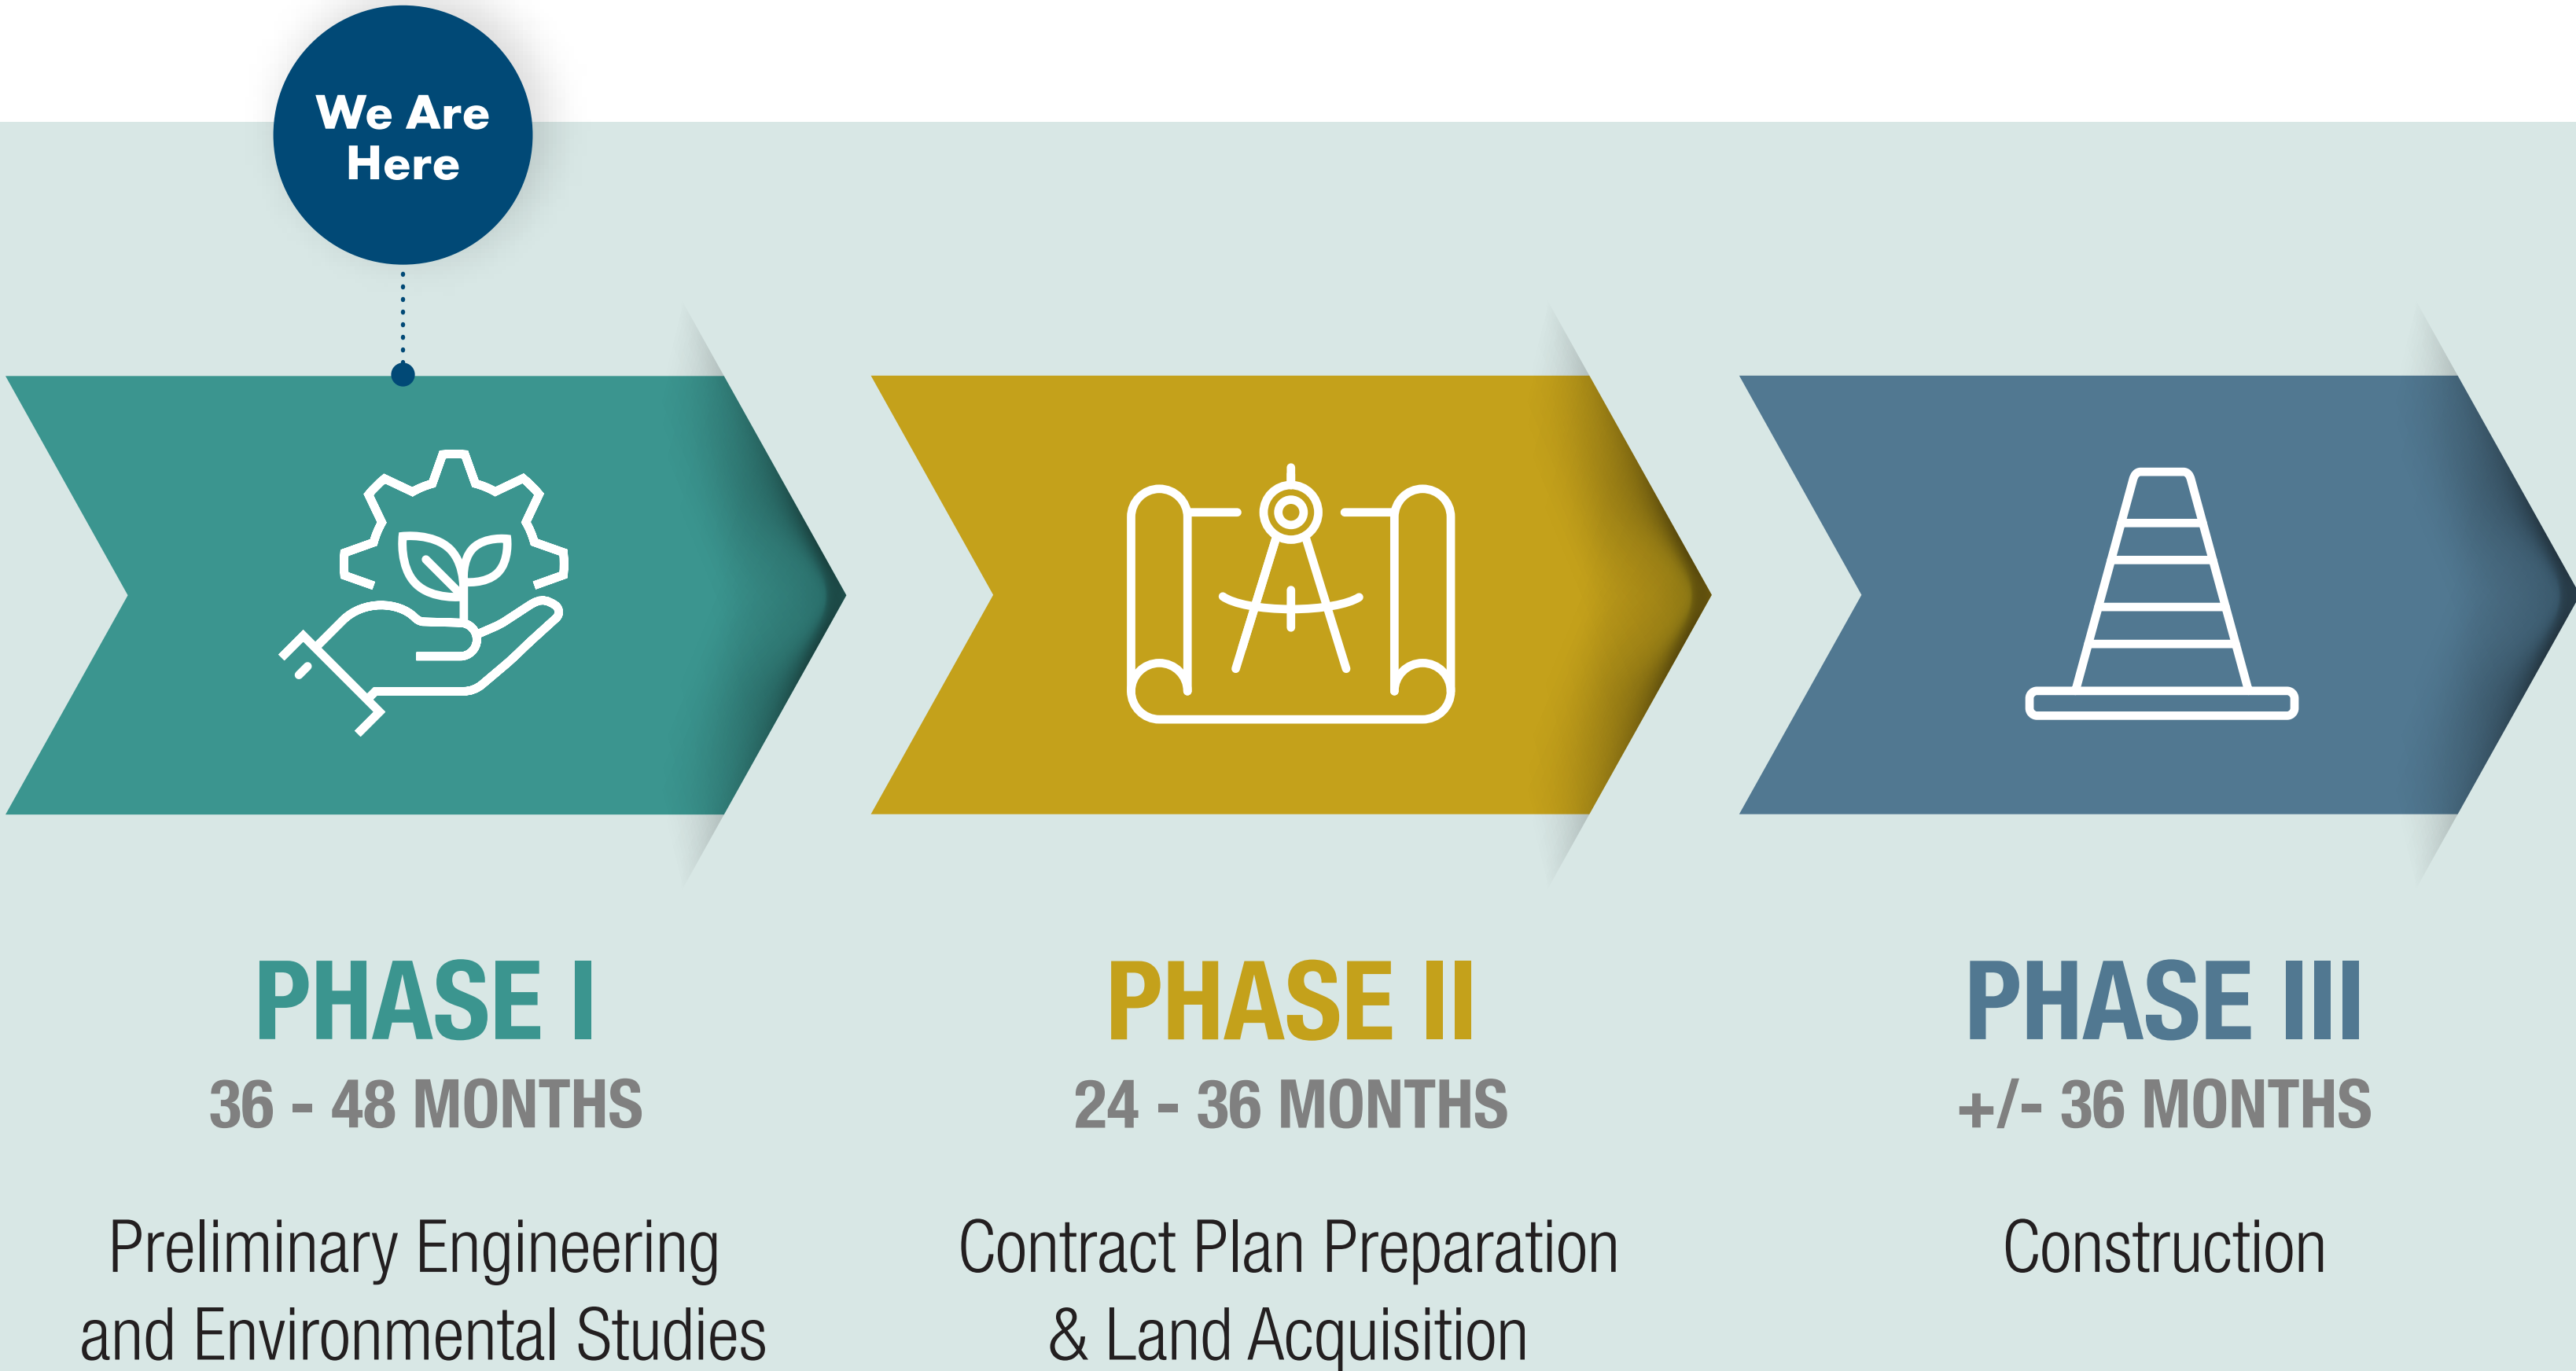 We Are
Here
PHASE I
36 - 48 MONTHS
Preliminary Engineering
and Environmental Studies
PHASE II
24 - 36 MONTHS
Contract Plan Preparation
& Land Acquisition
PHASE III
+/- 36 MONTHS
Construction